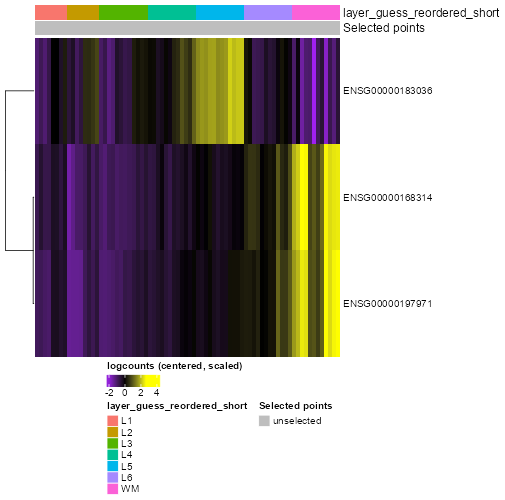 layer_guess_reordered_short
Selected points
ENSG00000183036
ENSG00000168314
ENSG00000197971
logcounts (centered, scaled)
-2 0 2 4
layer_guess_reordered_short
L1
L2
L3
L4
L5
L6
WM
Selected points
unselected